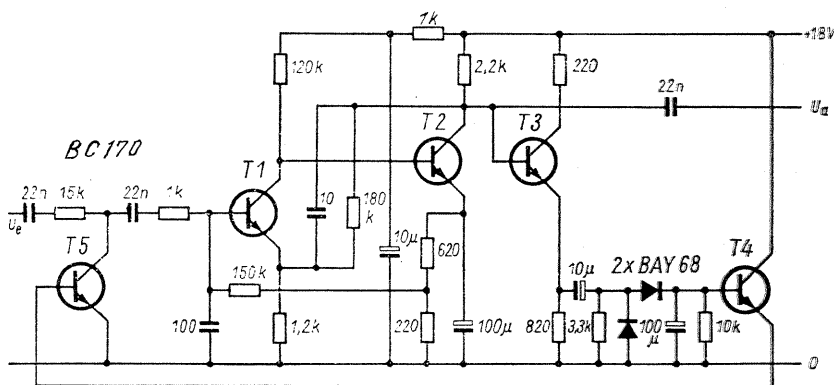 1k
+18V
120k
2,2k
220
22n
Ua
T2
T3
BC 170
T1
22n
15k
22n
1k
10
180
k
Ue
T5
10µ
620
10µ
2x BAY 68
T4
150k
100
1,2k
220
100µ
820
3,3k
100
µ
10k
0